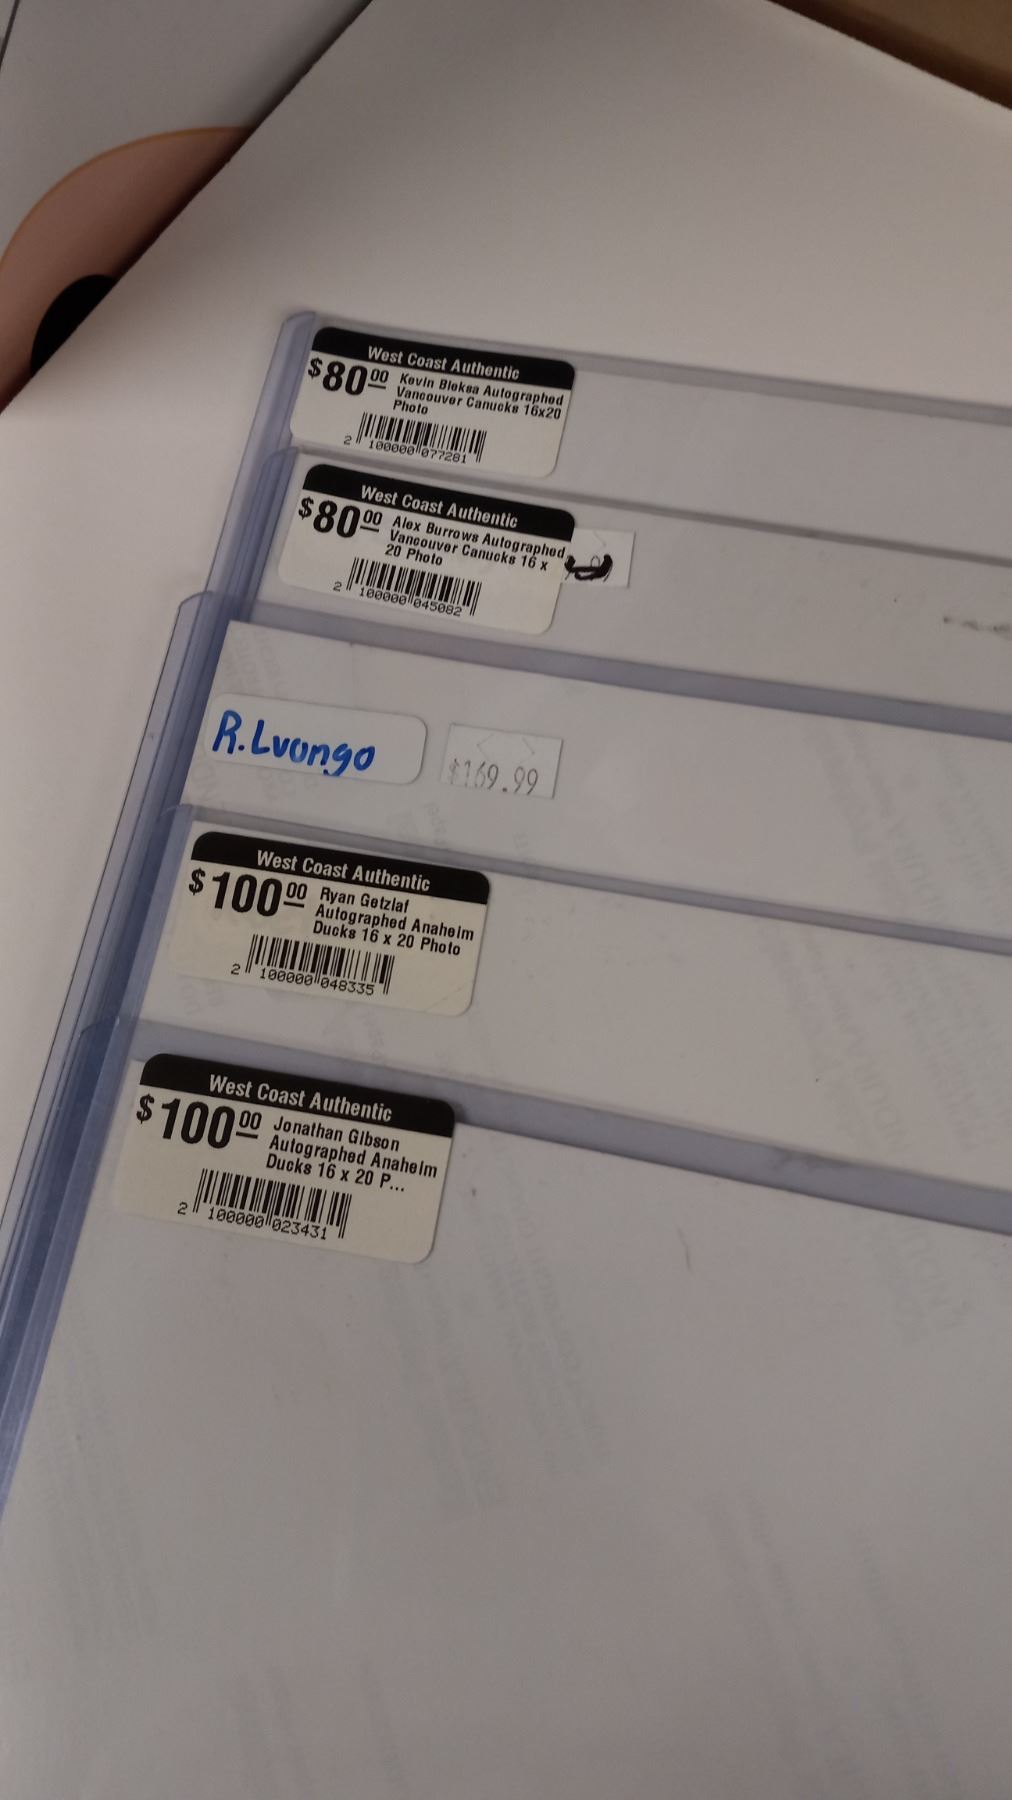 West Coast Authentic
$80 00 Kevin Bieksa Autographed
Vancouver Canucks 16x20
Photo
2 100000 077281
West Coast Authentic
$80 00 Alex Burrows Autographed
Vancouver Canucks 16 x
20 Photo
2 100000 045082
R. Luongo
$169.99
West Coast Authentic
$100 00 Ryan Getzlaf
Autographed Anaheim
Ducks 16 x 20 Photo
2 100000 048335
West Coast Authentic
$100 00 Jonathan Gibson
Autographed Anaheim
Ducks 16 x 20 P...
2 100000 023431